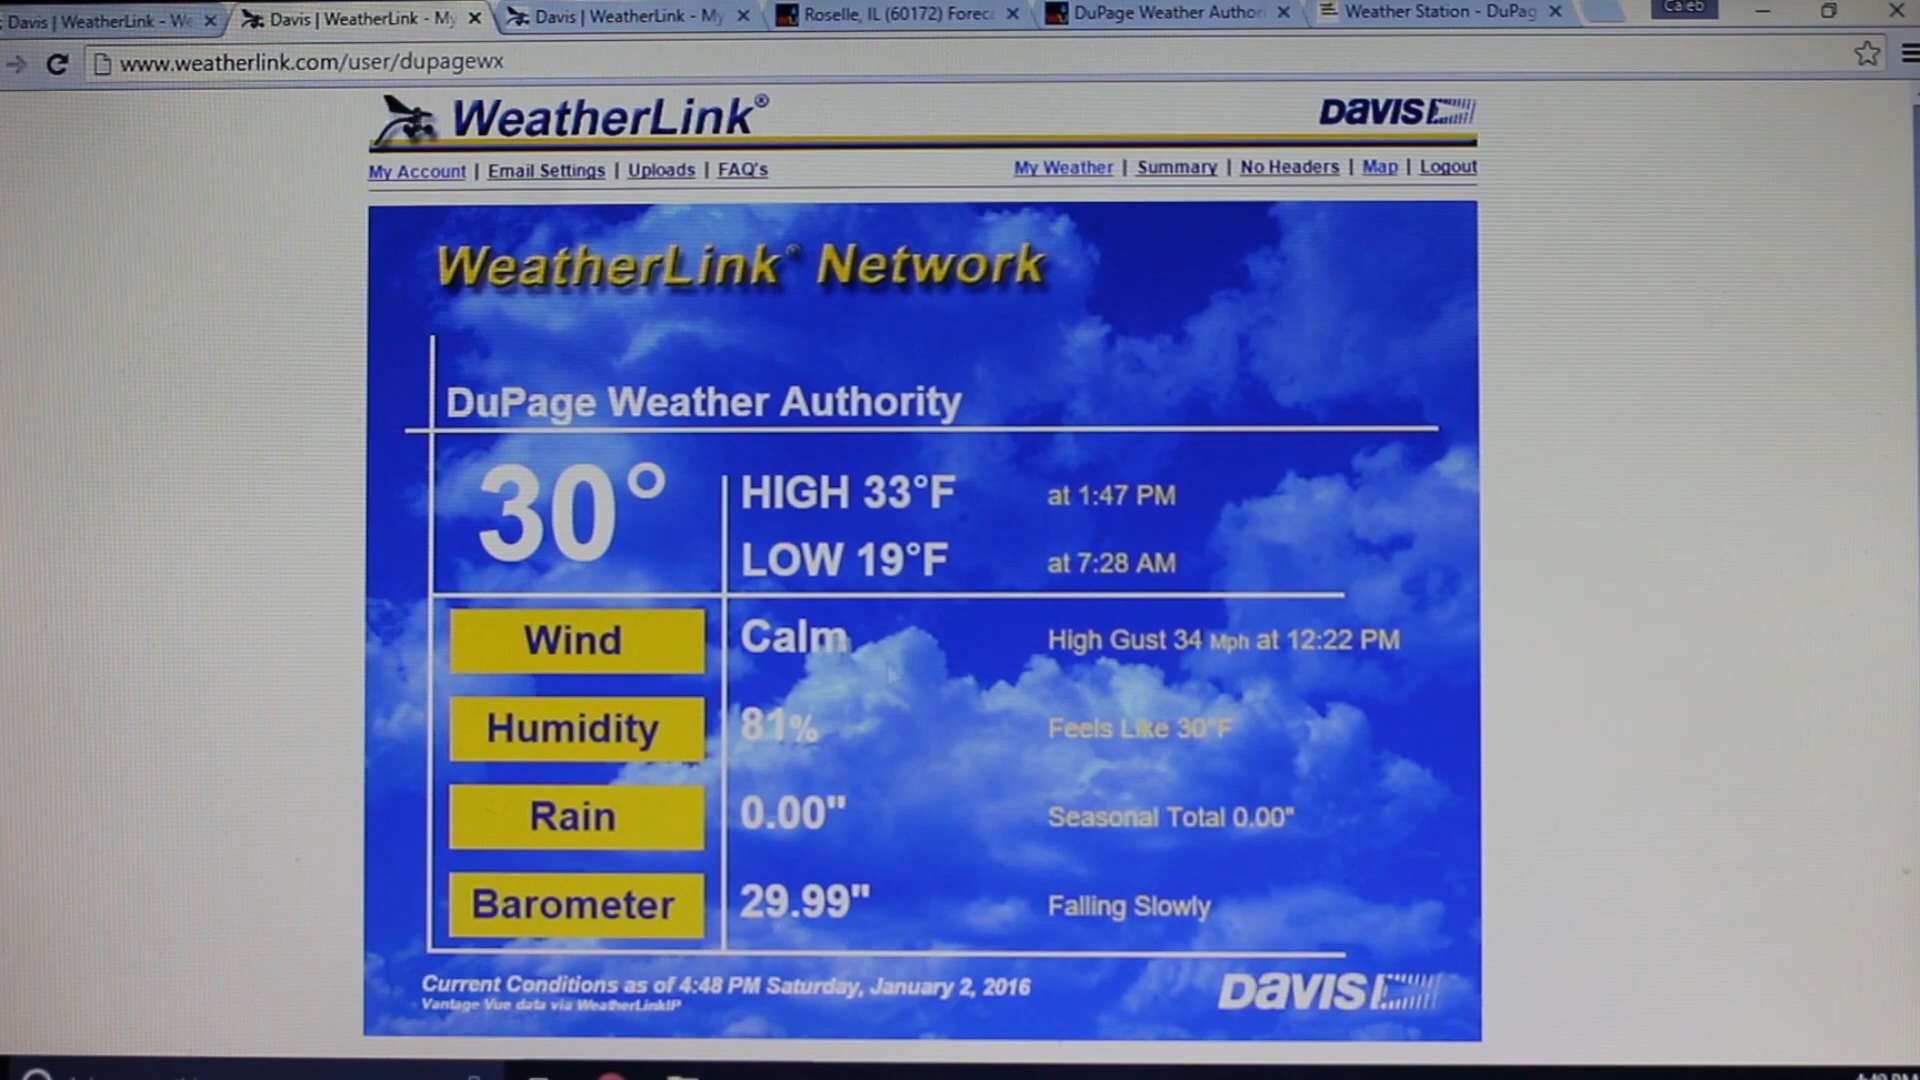 Davis | WeatherLink - We
Davis | WeatherLink - My
Davis | WeatherLink - My
Roselle, IL (60172) Foreca
DuPage Weather Authori
Weather Station - DuPag
Caleb
www.weatherlink.com/user/dupagewx
WeatherLink®
DAVIS
My Account | Email Settings | Uploads | FAQ's
My Weather | Summary | No Headers | Map | Logout
WeatherLink® Network
DuPage Weather Authority
30°
HIGH 33°F at 1:47 PM
LOW 19°F at 7:28 AM
Wind Calm High Gust 34 Mph at 12:22 PM
Humidity 81% Feels Like 30°F
Rain 0.00" Seasonal Total 0.00"
Barometer 29.99" Falling Slowly
Current Conditions as of 4:48 PM Saturday, January 2, 2016
Vantage Vue data via WeatherLinkIP
DAVIS